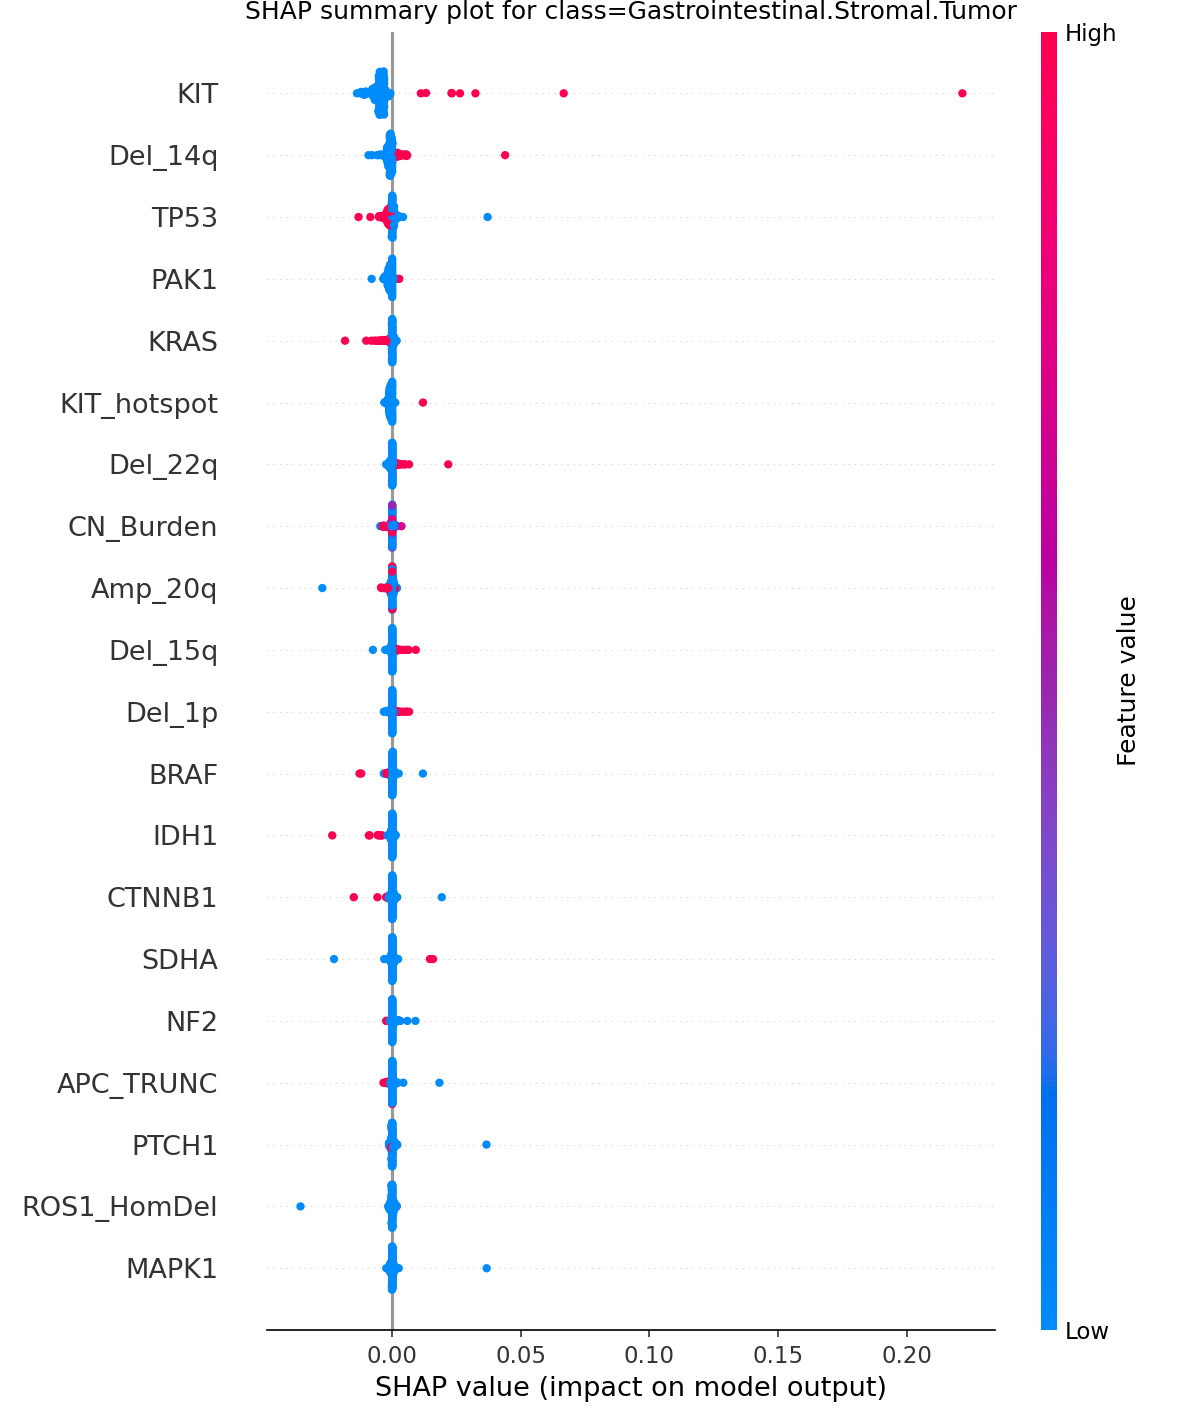 SHAP summary plot for class=Gastrointestinal.Stromal.Tumor
High
KIT
Del_14q
TP53
PAK1
KRAS
KIT_hotspot
Del_22q
CN_Burden
Amp_20q
Del_15q
Del_1p
BRAF
IDH1
CTNNB1
SDHA
NF2
APC_TRUNC
PTCH1
ROS1_HomDel
MAPK1
Feature value
Low
0.00 0.05 0.10 0.15 0.20
SHAP value (impact on model output)